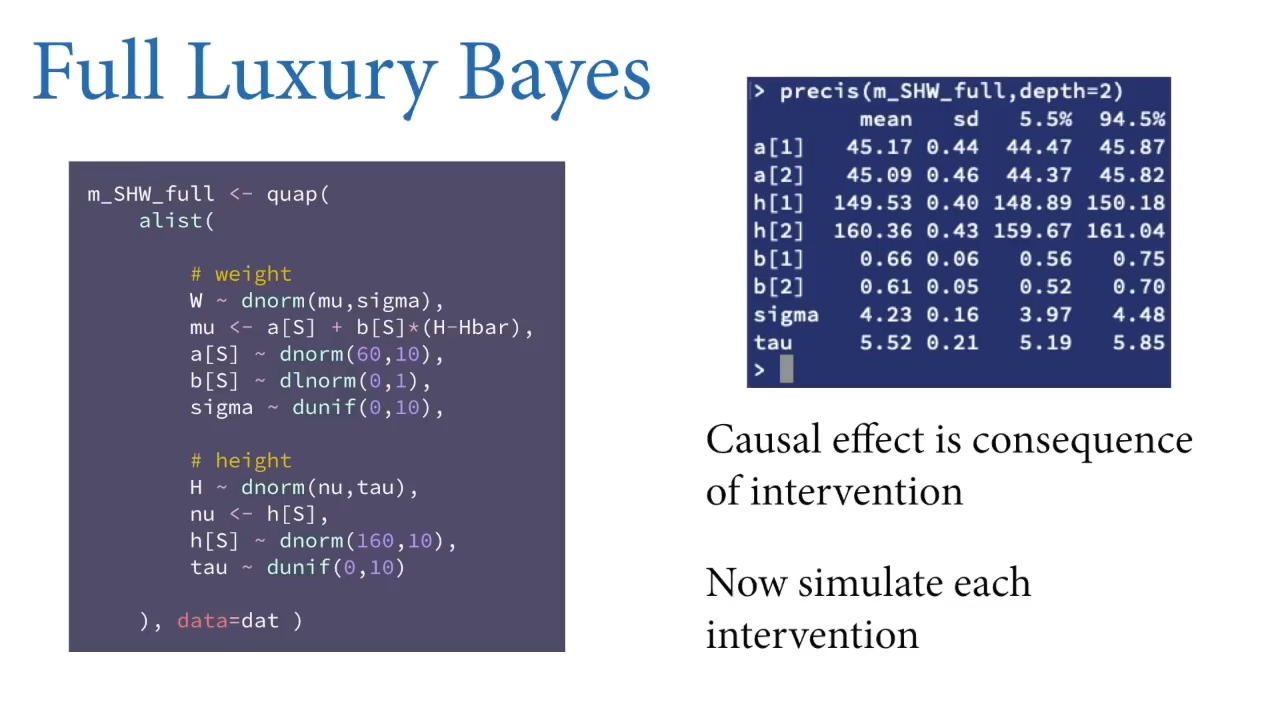 Full Luxury Bayes
m_SHW_full <- quap(
    alist(

        # weight
        W ~ dnorm(mu,sigma),
        mu <- a[S] + b[S]*(H-Hbar),
        a[S] ~ dnorm(60,10),
        b[S] ~ dlnorm(0,1),
        sigma ~ dunif(0,10),

        # height
        H ~ dnorm(nu,tau),
        nu <- h[S],
        h[S] ~ dnorm(160,10),
        tau ~ dunif(0,10)

    ), data=dat )
> precis(m_SHW_full,depth=2)
        mean   sd   5.5%  94.5%
a[1]   45.17 0.44  44.47  45.87
a[2]   45.09 0.46  44.37  45.82
h[1]  149.53 0.40 148.89 150.18
h[2]  160.36 0.43 159.67 161.04
b[1]    0.66 0.06   0.56   0.75
b[2]    0.61 0.05   0.52   0.70
sigma   4.23 0.16   3.97   4.48
tau     5.52 0.21   5.19   5.85
>
Causal effect is consequence
of intervention
Now simulate each
intervention